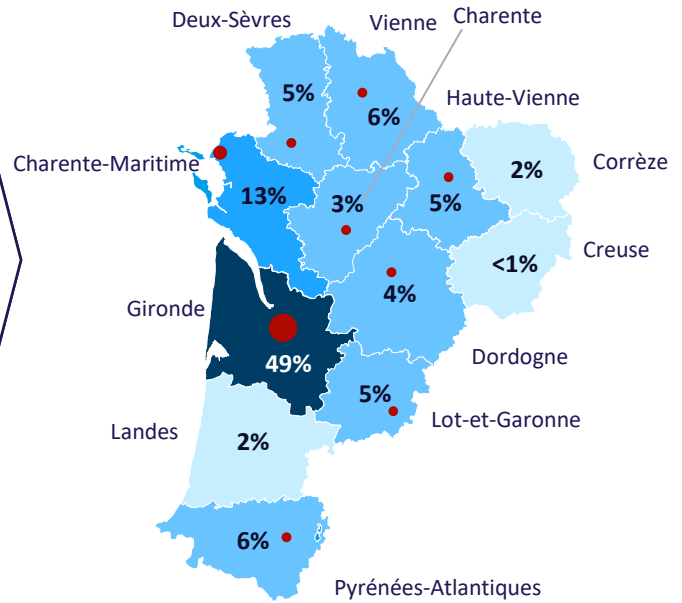 Deux-Sèvres
Vienne
Charente
5%
6%
Haute-Vienne
Charente-Maritime
13%
3%
5%
2%
Corrèze
Creuse
<1%
4%
Gironde
49%
Dordogne
5%
Lot-et-Garonne
Landes
2%
6%
Pyrénées-Atlantiques